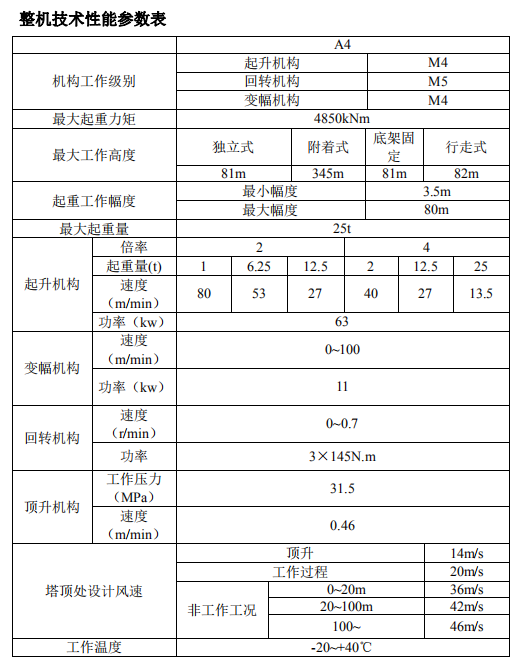 整机技术性能参数表
A4
机构工作级别
起升机构 M4
回转机构 M5
变幅机构 M4
最大起重力矩 4850kNm
最大工作高度
独立式 附着式 底架固定 行走式
81m 345m 81m 82m
起重工作幅度
最小幅度 3.5m
最大幅度 80m
最大起重量 25t
起升机构
倍率 2 4
起重量(t) 1 6.25 12.5 2 12.5 25
速度
(m/min） 80 53 27 40 27 13.5
功率（kw） 63
变幅机构
速度
(m/min） 0~100
功率（kw） 11
回转机构
速度
（r/min） 0~0.7
功率 3×145N.m
顶升机构
工作压力
(MPa） 31.5
速度
（m/min） 0.46
塔顶处设计风速
顶升 14m/s
工作过程 20m/s
非工作工况
0~20m 36m/s
20~100m 42m/s
100~ 46m/s
工作温度 -20~+40℃